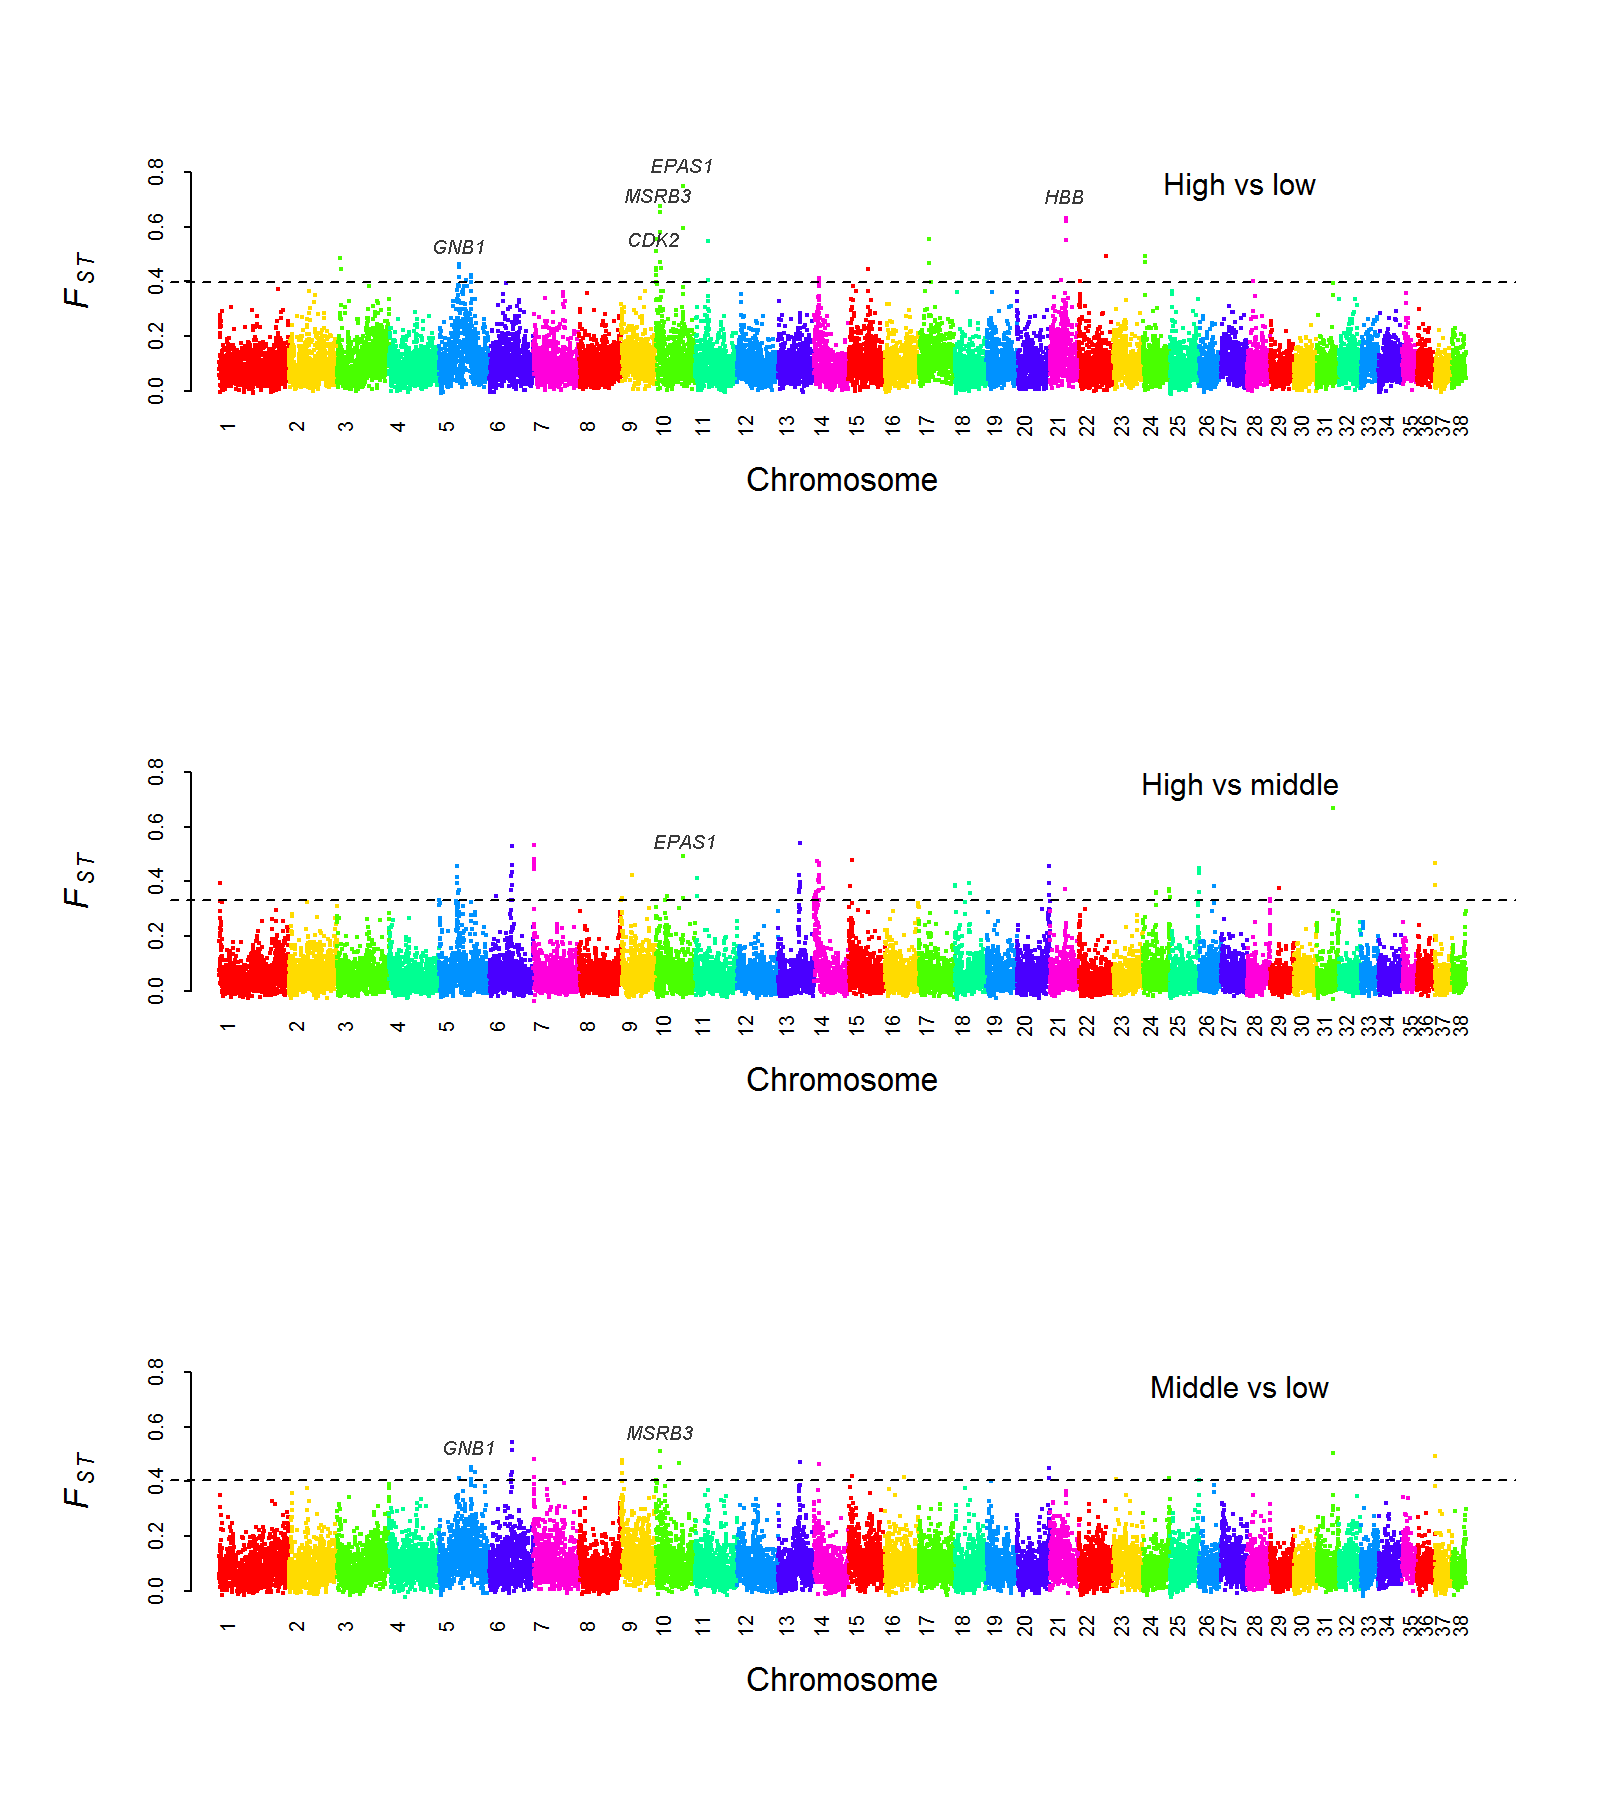 High vs low
EPAS1
MSRB3
HBB
CDK2
GNB1
FST
0.0 0.2 0.4 0.6 0.8
1 2 3 4 5 6 7 8 9 10 11 12 13 14 15 16 17 18 19 20 21 22 23 24 25 26 27 28 29 30 31 32 33 34 35 36 37 38
Chromosome
High vs middle
EPAS1
FST
0.0 0.2 0.4 0.6 0.8
1 2 3 4 5 6 7 8 9 10 11 12 13 14 15 16 17 18 19 20 21 22 23 24 25 26 27 28 29 30 31 32 33 34 35 36 37 38
Chromosome
Middle vs low
MSRB3
GNB1
FST
0.0 0.2 0.4 0.6 0.8
1 2 3 4 5 6 7 8 9 10 11 12 13 14 15 16 17 18 19 20 21 22 23 24 25 26 27 28 29 30 31 32 33 34 35 36 37 38
Chromosome